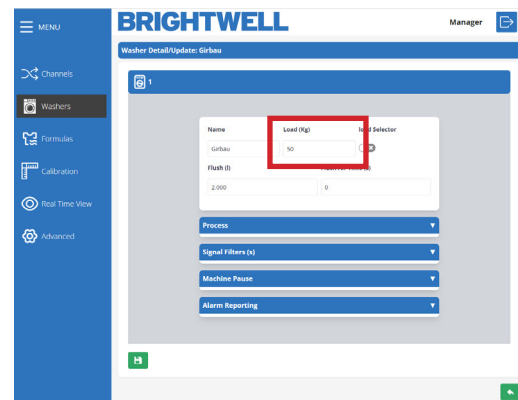 MENU
BRIGHTWELL
Manager
Washer Detail/Update: Girbau
Channels
Washers
Formulas
Calibration
Real Time View
Advanced
1
Name
Load (Kg)
Selector
Girbau
50
Flush (l)
2.000
0
Process
Signal Filters (s)
Machine Pause
Alarm Reporting